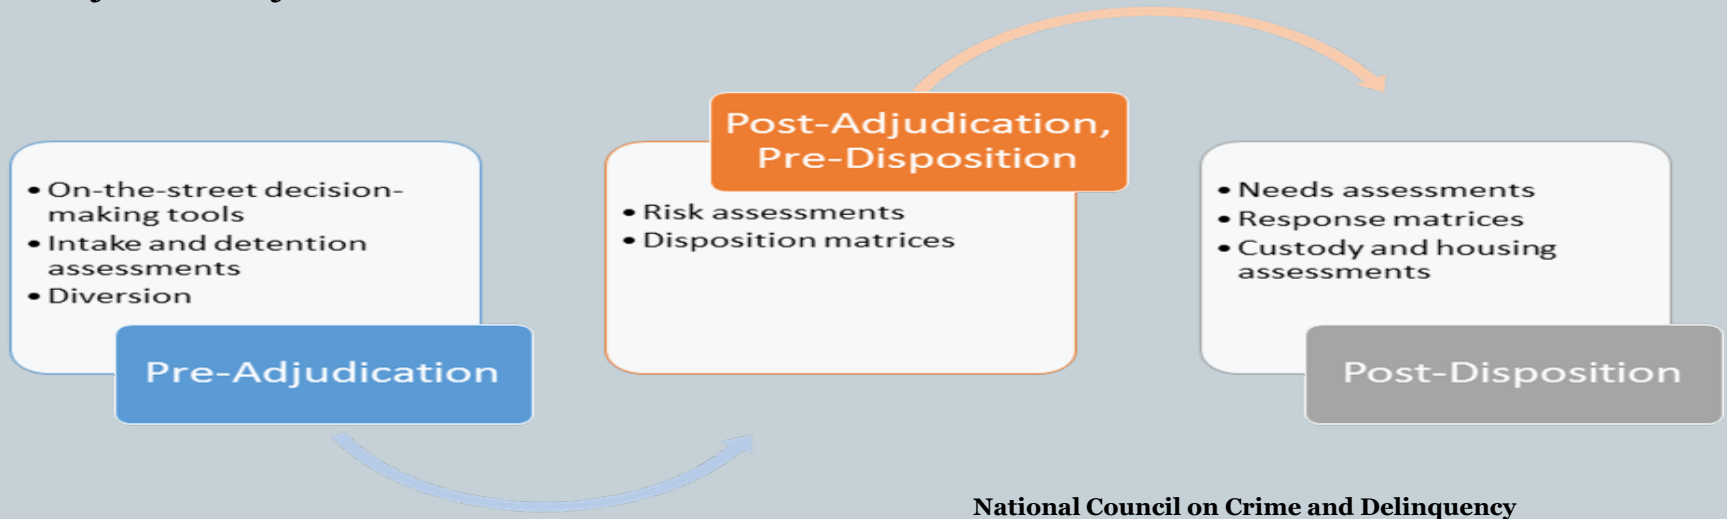 • On-the-street decision-
making tools
• Intake and detention
assessments
• Diversion
Pre-Adjudication
Post-Adjudication,
Pre-Disposition
• Risk assessments
• Disposition matrices
• Needs assessments
• Response matrices
• Custody and housing
assessments
Post-Disposition
National Council on Crime and Delinquency